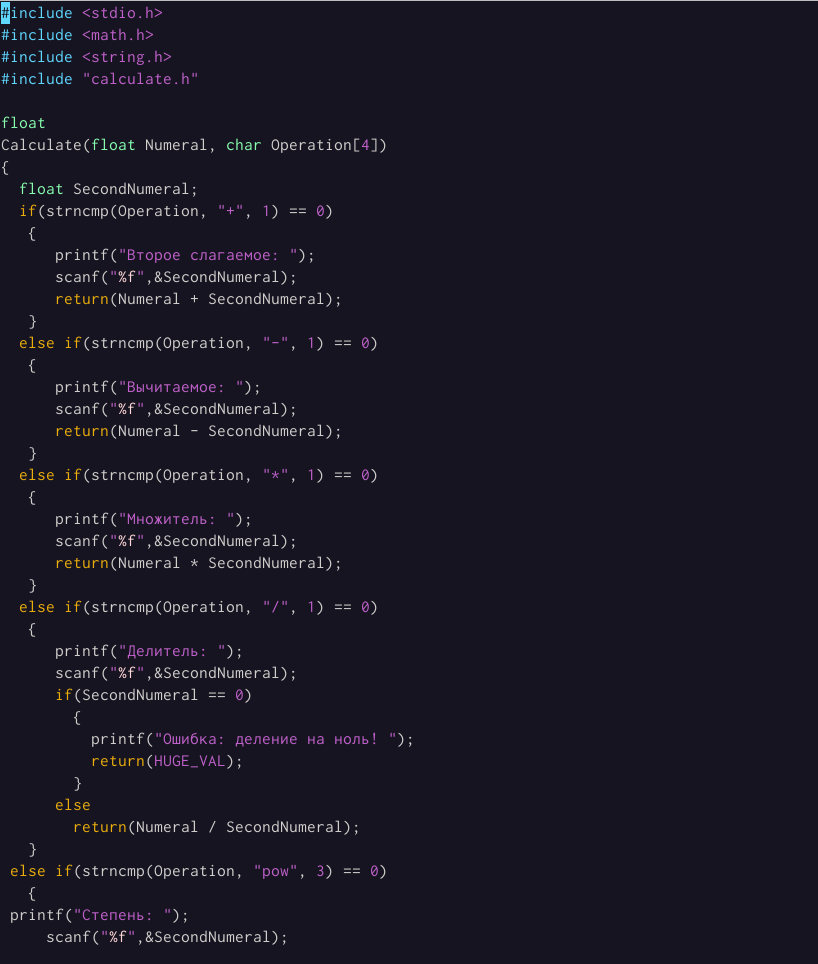 #include <stdio.h>
#include <math.h>
#include <string.h>
#include "calculate.h"

float
Calculate(float Numeral, char Operation[4])
{
  float SecondNumeral;
  if(strncmp(Operation, "+", 1) == 0)
   {
      printf("Второе слагаемое: ");
      scanf("%f",&SecondNumeral);
      return(Numeral + SecondNumeral);
   }
  else if(strncmp(Operation, "-", 1) == 0)
   {
      printf("Вычитаемое: ");
      scanf("%f",&SecondNumeral);
      return(Numeral - SecondNumeral);
   }
  else if(strncmp(Operation, "*", 1) == 0)
   {
      printf("Множитель: ");
      scanf("%f",&SecondNumeral);
      return(Numeral * SecondNumeral);
   }
  else if(strncmp(Operation, "/", 1) == 0)
   {
      printf("Делитель: ");
      scanf("%f",&SecondNumeral);
      if(SecondNumeral == 0)
        {
          printf("Ошибка: деление на ноль! ");
          return(HUGE_VAL);
        }
      else
        return(Numeral / SecondNumeral);
   }
 else if(strncmp(Operation, "pow", 3) == 0)
   {
 printf("Степень: ");
     scanf("%f",&SecondNumeral);